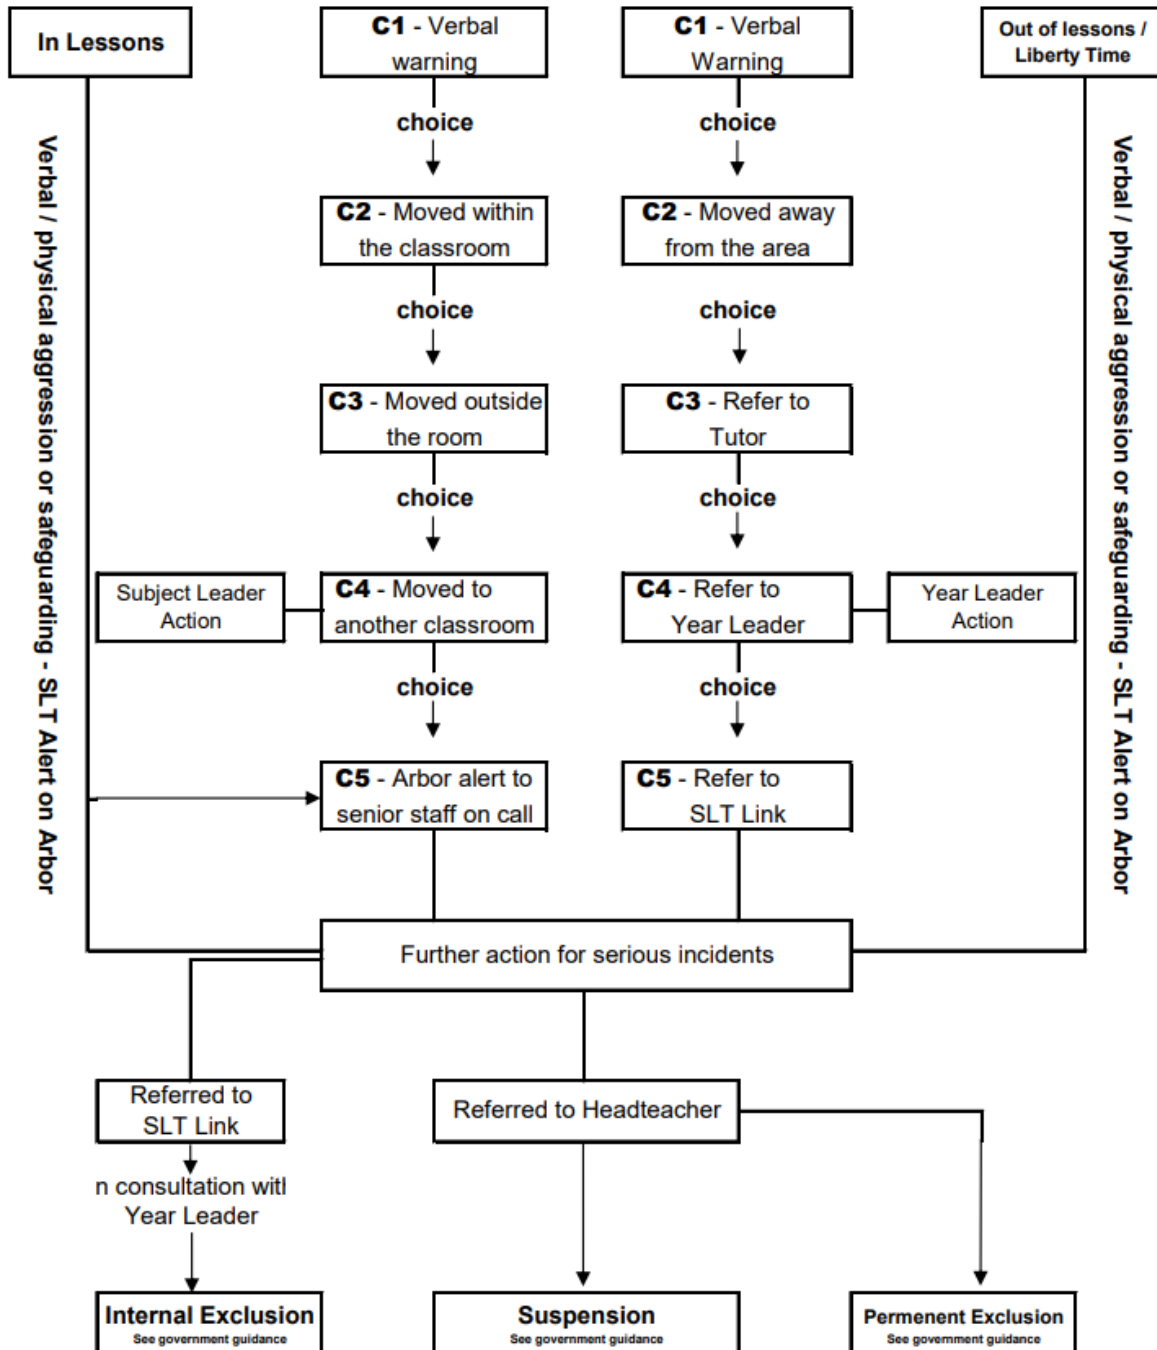 In Lessons
C1 - Verbal
warning
C1 - Verbal
Warning
Out of lessons /
Liberty Time
choice
choice
Verbal / physical aggression or safeguarding - SLT Alert on Arbor
Verbal / physical aggression or safeguarding - SLT Alert on Arbor
C2 - Moved within
the classroom
C2 - Moved away
from the area
choice
choice
C3 - Moved outside
the room
C3 - Refer to
Tutor
choice
choice
Subject Leader
Action
C4 - Moved to
another classroom
C4 - Refer to
Year Leader
Year Leader
Action
choice
choice
C5 - Arbor alert to
senior staff on call
C5 - Refer to
SLT Link
Further action for serious incidents
Referred to
SLT Link
Referred to Headteacher
n consultation with
Year Leader
Internal Exclusion
See government guidance
Suspension
See government guidance
Permenent Exclusion
See government guidance